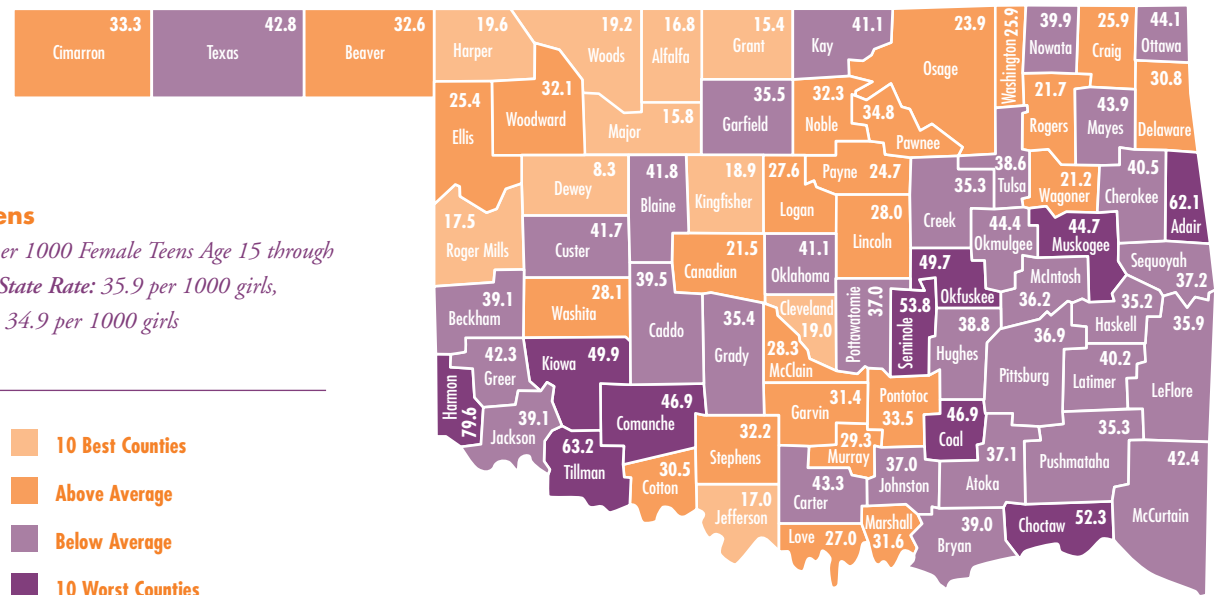 33.3
Cimarron
42.8
Texas
32.6
Beaver
19.6
Harper
19.2
Woods
16.8
Alfalfa
15.4
Grant
41.1
Kay
23.9
Osage
Washington 25.9
39.9
Nowata
25.9
Craig
44.1
Ottawa
25.4
Ellis
32.1
Woodward
15.8
Major
35.5
Garfield
32.3
Noble
34.8
Pawnee
21.7
Rogers
43.9
Mayes
30.8
Delaware
8.3
Dewey
41.8
Blaine
18.9
Kingfisher
27.6
Logan
Payne 24.7
35.3
Creek
38.6
Tulsa
21.2
Wagoner
40.5
Cherokee
62.1
Adair
ens
er 1000 Female Teens Age 15 through
State Rate: 35.9 per 1000 girls,
34.9 per 1000 girls
17.5
Roger Mills
41.7
Custer
21.5
Canadian
41.1
Oklahoma
28.0
Lincoln
44.4
Okmulgee
44.7
Muskogee
Sequoyah
37.2
39.1
Beckham
28.1
Washita
39.5
Caddo
35.4
Grady
Cleveland
19.0
28.3
McClain
Pottawatomie
37.0
Seminole
53.8
49.7
Okfuskee
McIntosh
36.2
35.2
Haskell
35.9
LeFlore
38.8
Hughes
36.9
Pittsburg
40.2
Latimer
Harmon
79.6
42.3
Greer
Kiowa 49.9
39.1
Jackson
63.2
Tillman
46.9
Comanche
30.5
Cotton
32.2
Stephens
17.0
Jefferson
31.4
Garvin
29.3
Murray
Pontotoc
33.5
46.9
Coal
43.3
Carter
37.0
Johnston
37.1
Atoka
35.3
Pushmataha
42.4
McCurtain
Love 27.0
Marshall
31.6
39.0
Bryan
Choctaw 52.3
10 Best Counties
Above Average
Below Average
10 Worst Counties